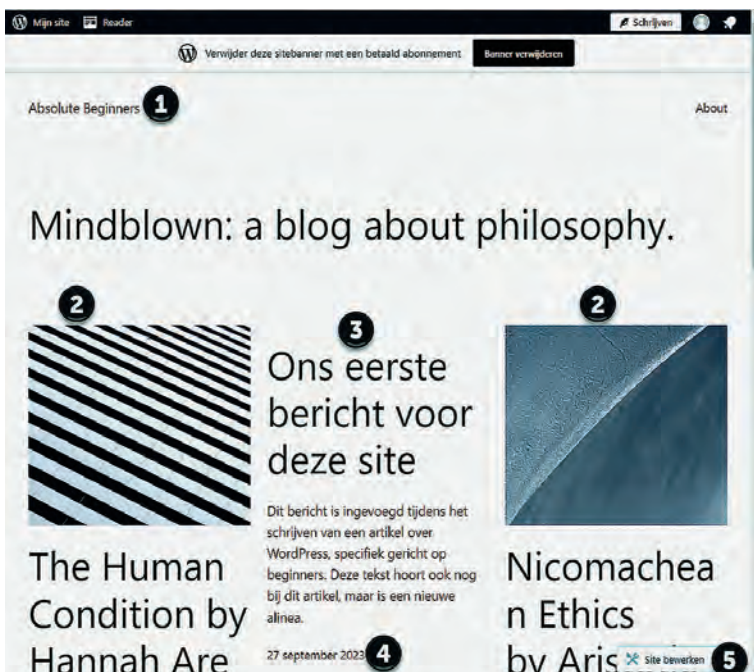 Mijn site Reader Schrijven
Verwijder deze sitebanner met een betaald abonnement Banner verwijderen
Absolute Beginners 1 About
Mindblown: a blog about philosophy.
2
The Human
Condition by
Hannah Are
3
Ons eerste
bericht voor
deze site
Dit bericht is ingevoegd tijdens het
schrijven van een artikel over
WordPress, specifiek gericht op
beginners. Deze tekst hoort ook nog
bij dit artikel, maar is een nieuwe
alinea.
27 september 2023 4
2
Nicomachea
n Ethics
by Aris
Site bewerken 5